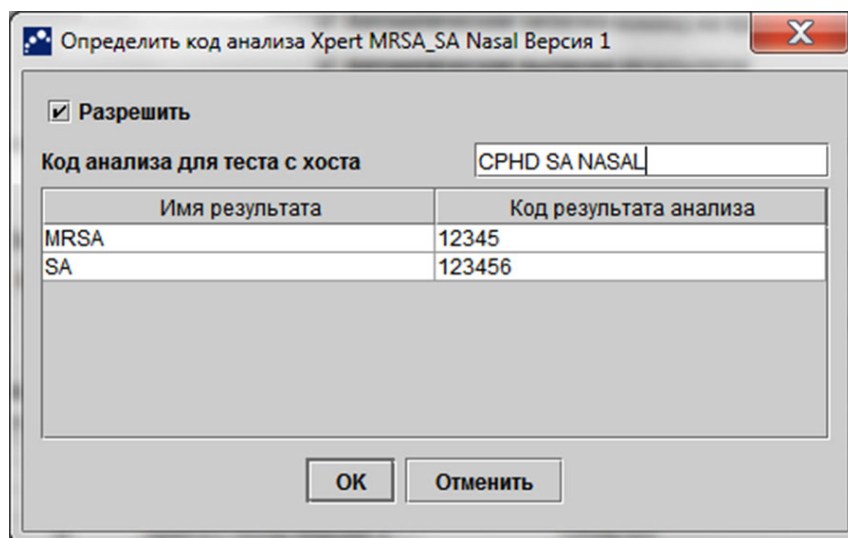 Определить код анализа Xpert MRSA_SA Nasal Версия 1
Разрешить
Код анализа для теста с хоста CPHD SA NASAL
Имя результата Код результата анализа
MRSA 12345
SA 123456
OK Отменить